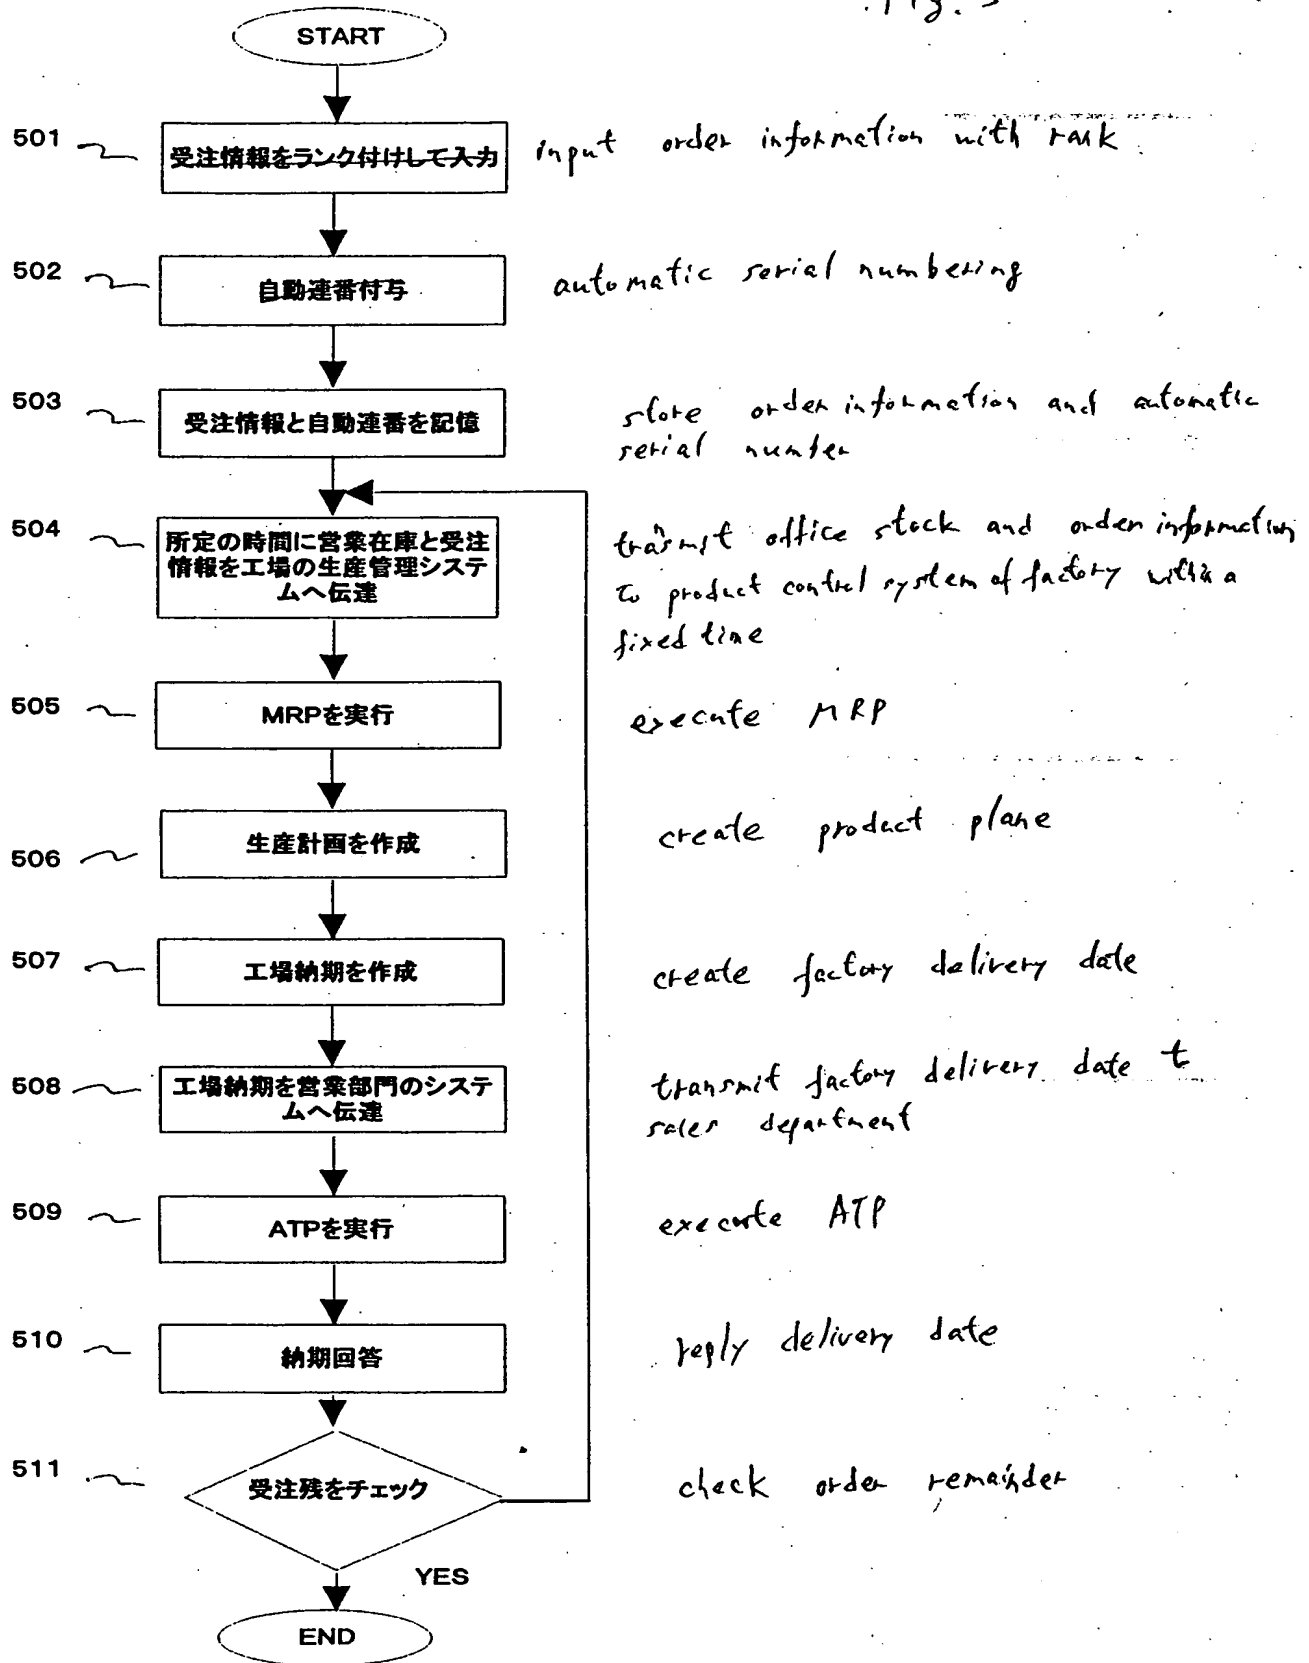 Fig. 5
START
501
受注情報をランク付けして入力
input order information with rank
502
自動連番付与
automatic serial numbering
503
受注情報と自動連番を記憶
store order information and automatic
serial number
504
所定の時間に営業在庫と受注
情報を工場の生産管理システ
ムへ伝達
transmit office stock and order information
to product control system of factory within a
fixed time
505
MRPを実行
execute MRP
506
生産計画を作成
create product plane
507
工場納期を作成
create factory delivery date
508
工場納期を営業部門のシステ
ムへ伝達
transmit factory delivery date t
sales department
509
ATPを実行
execute ATP
510
納期回答
reply delivery date
511
受注残をチェック
check order remainder
YES
END